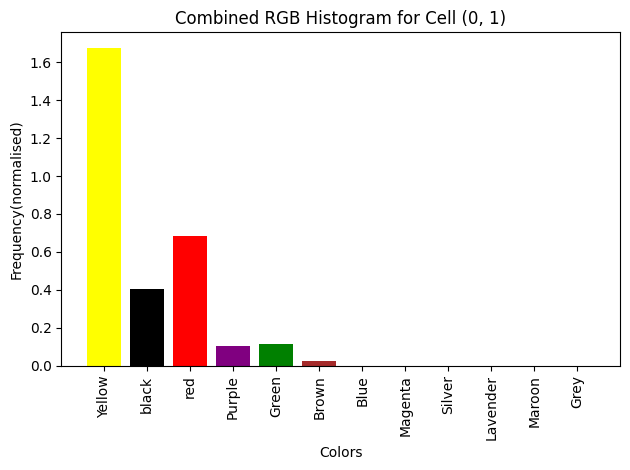 Combined RGB Histogram for Cell (0, 1)
Frequency(normalised)
1.6
1.4
1.2
1.0
0.8
0.6
0.4
0.2
0.0
Yellow
black
red
Purple
Green
Brown
Blue
Magenta
Silver
Lavender
Maroon
Grey
Colors